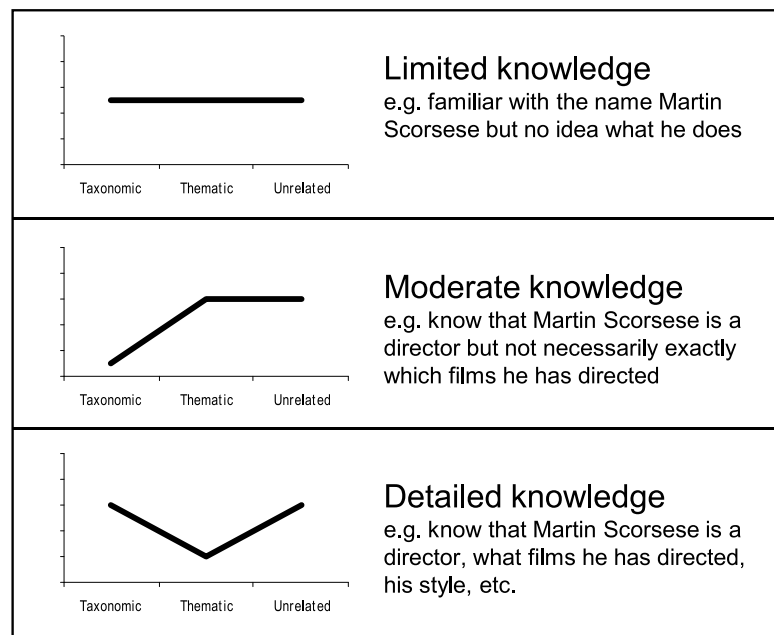 Limited knowledge
e.g. familiar with the name Martin
Scorsese but no idea what he does
Taxonomic Thematic Unrelated
Moderate knowledge
e.g. know that Martin Scorsese is a
director but not necessarily exactly
which films he has directed
Taxonomic Thematic Unrelated
Detailed knowledge
e.g. know that Martin Scorsese is a
director, what films he has directed,
his style, etc.
Taxonomic Thematic Unrelated